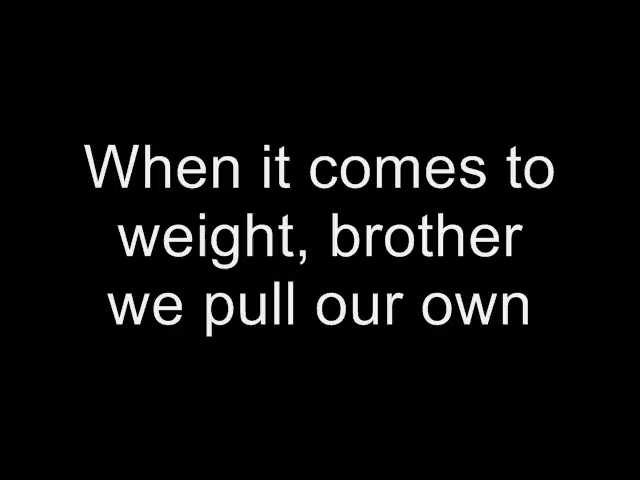 When it comes to
weight, brother
we pull our own